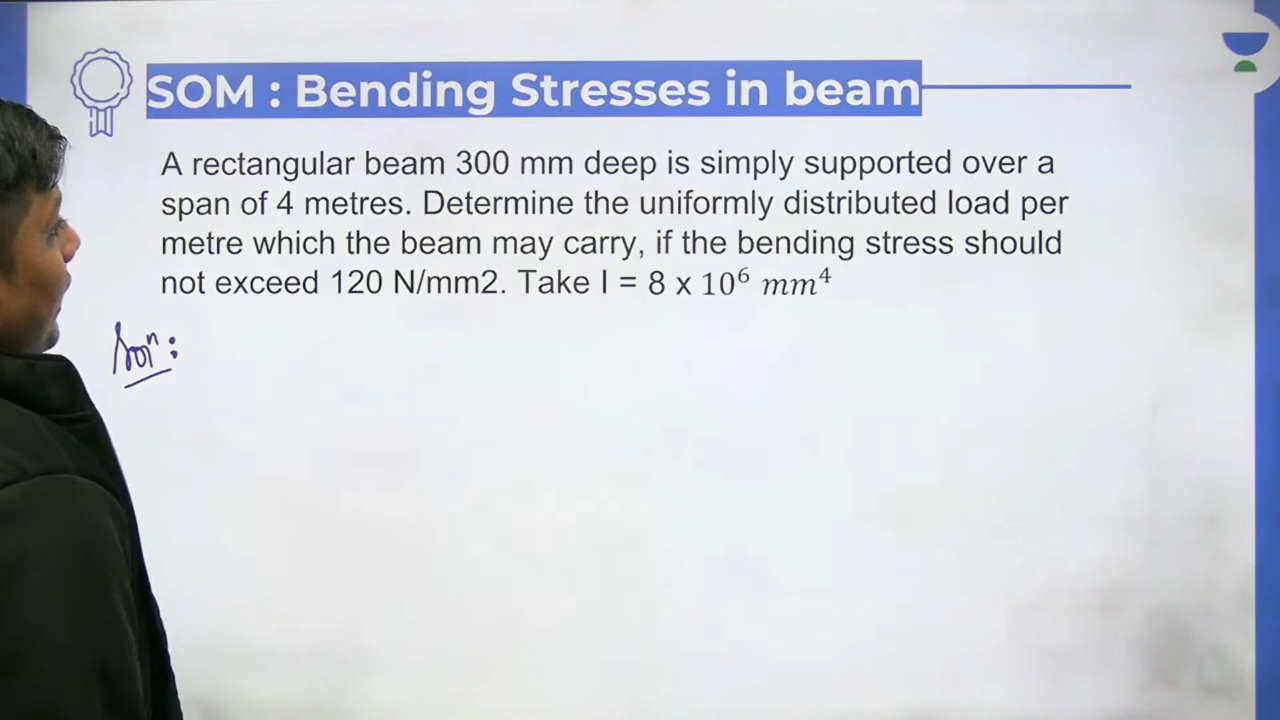 SOM : Bending Stresses in beam
A rectangular beam 300 mm deep is simply supported over a
span of 4 metres. Determine the uniformly distributed load per
metre which the beam may carry, if the bending stress should
not exceed 120 N/mm2. Take I = 8 x 10⁶ mm⁴
Solⁿ :